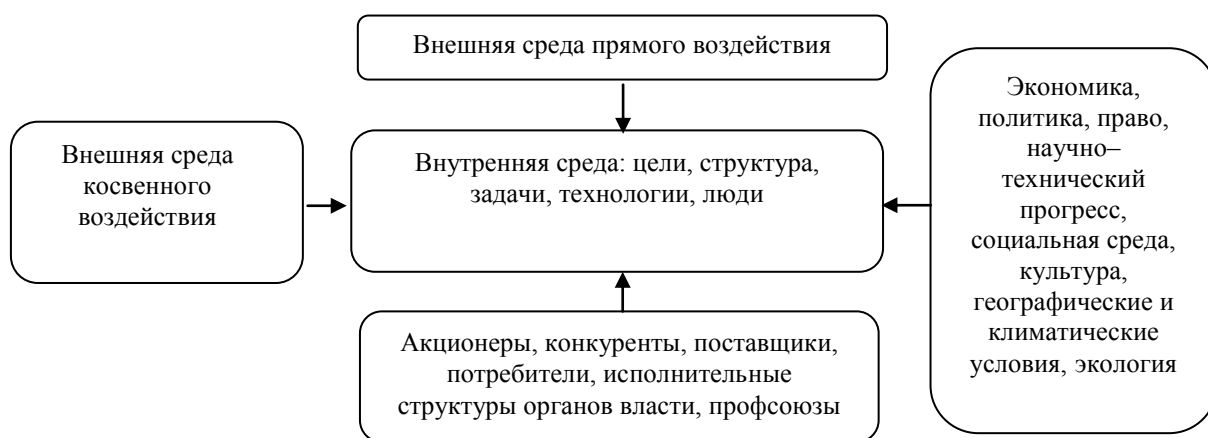 Внешняя среда прямого воздействия
Внешняя среда
косвенного
воздействия
Внутренняя среда: цели, структура,
задачи, технологии, люди
Экономика,
политика, право,
научно–
технический
прогресс,
социальная среда,
культура,
географические и
климатические
условия, экология
Акционеры, конкуренты, поставщики,
потребители, исполнительные
структуры органов власти, профсоюзы